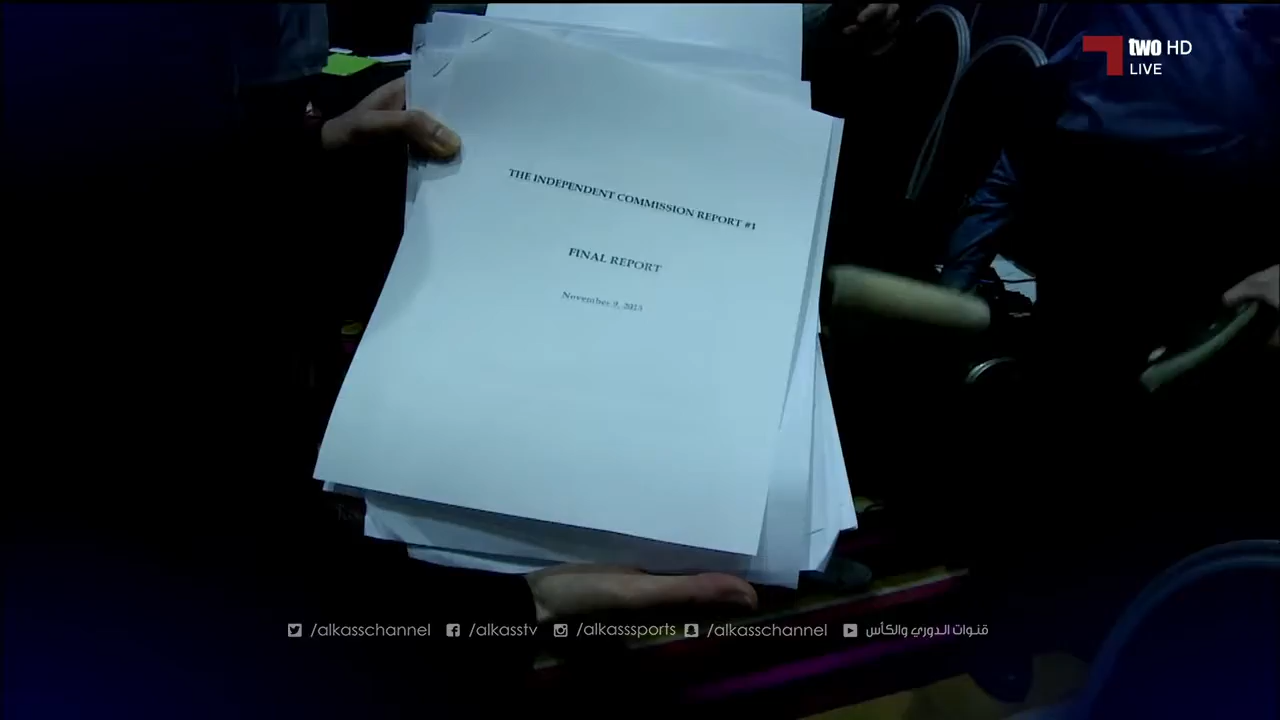 two HD
LIVE
THE INDEPENDENT COMMISSION REPORT #1
FINAL REPORT
November 9, 2015
/alkasschannel /alkasstv /alkasssports /alkasschannel قنوات الدوري والكأس